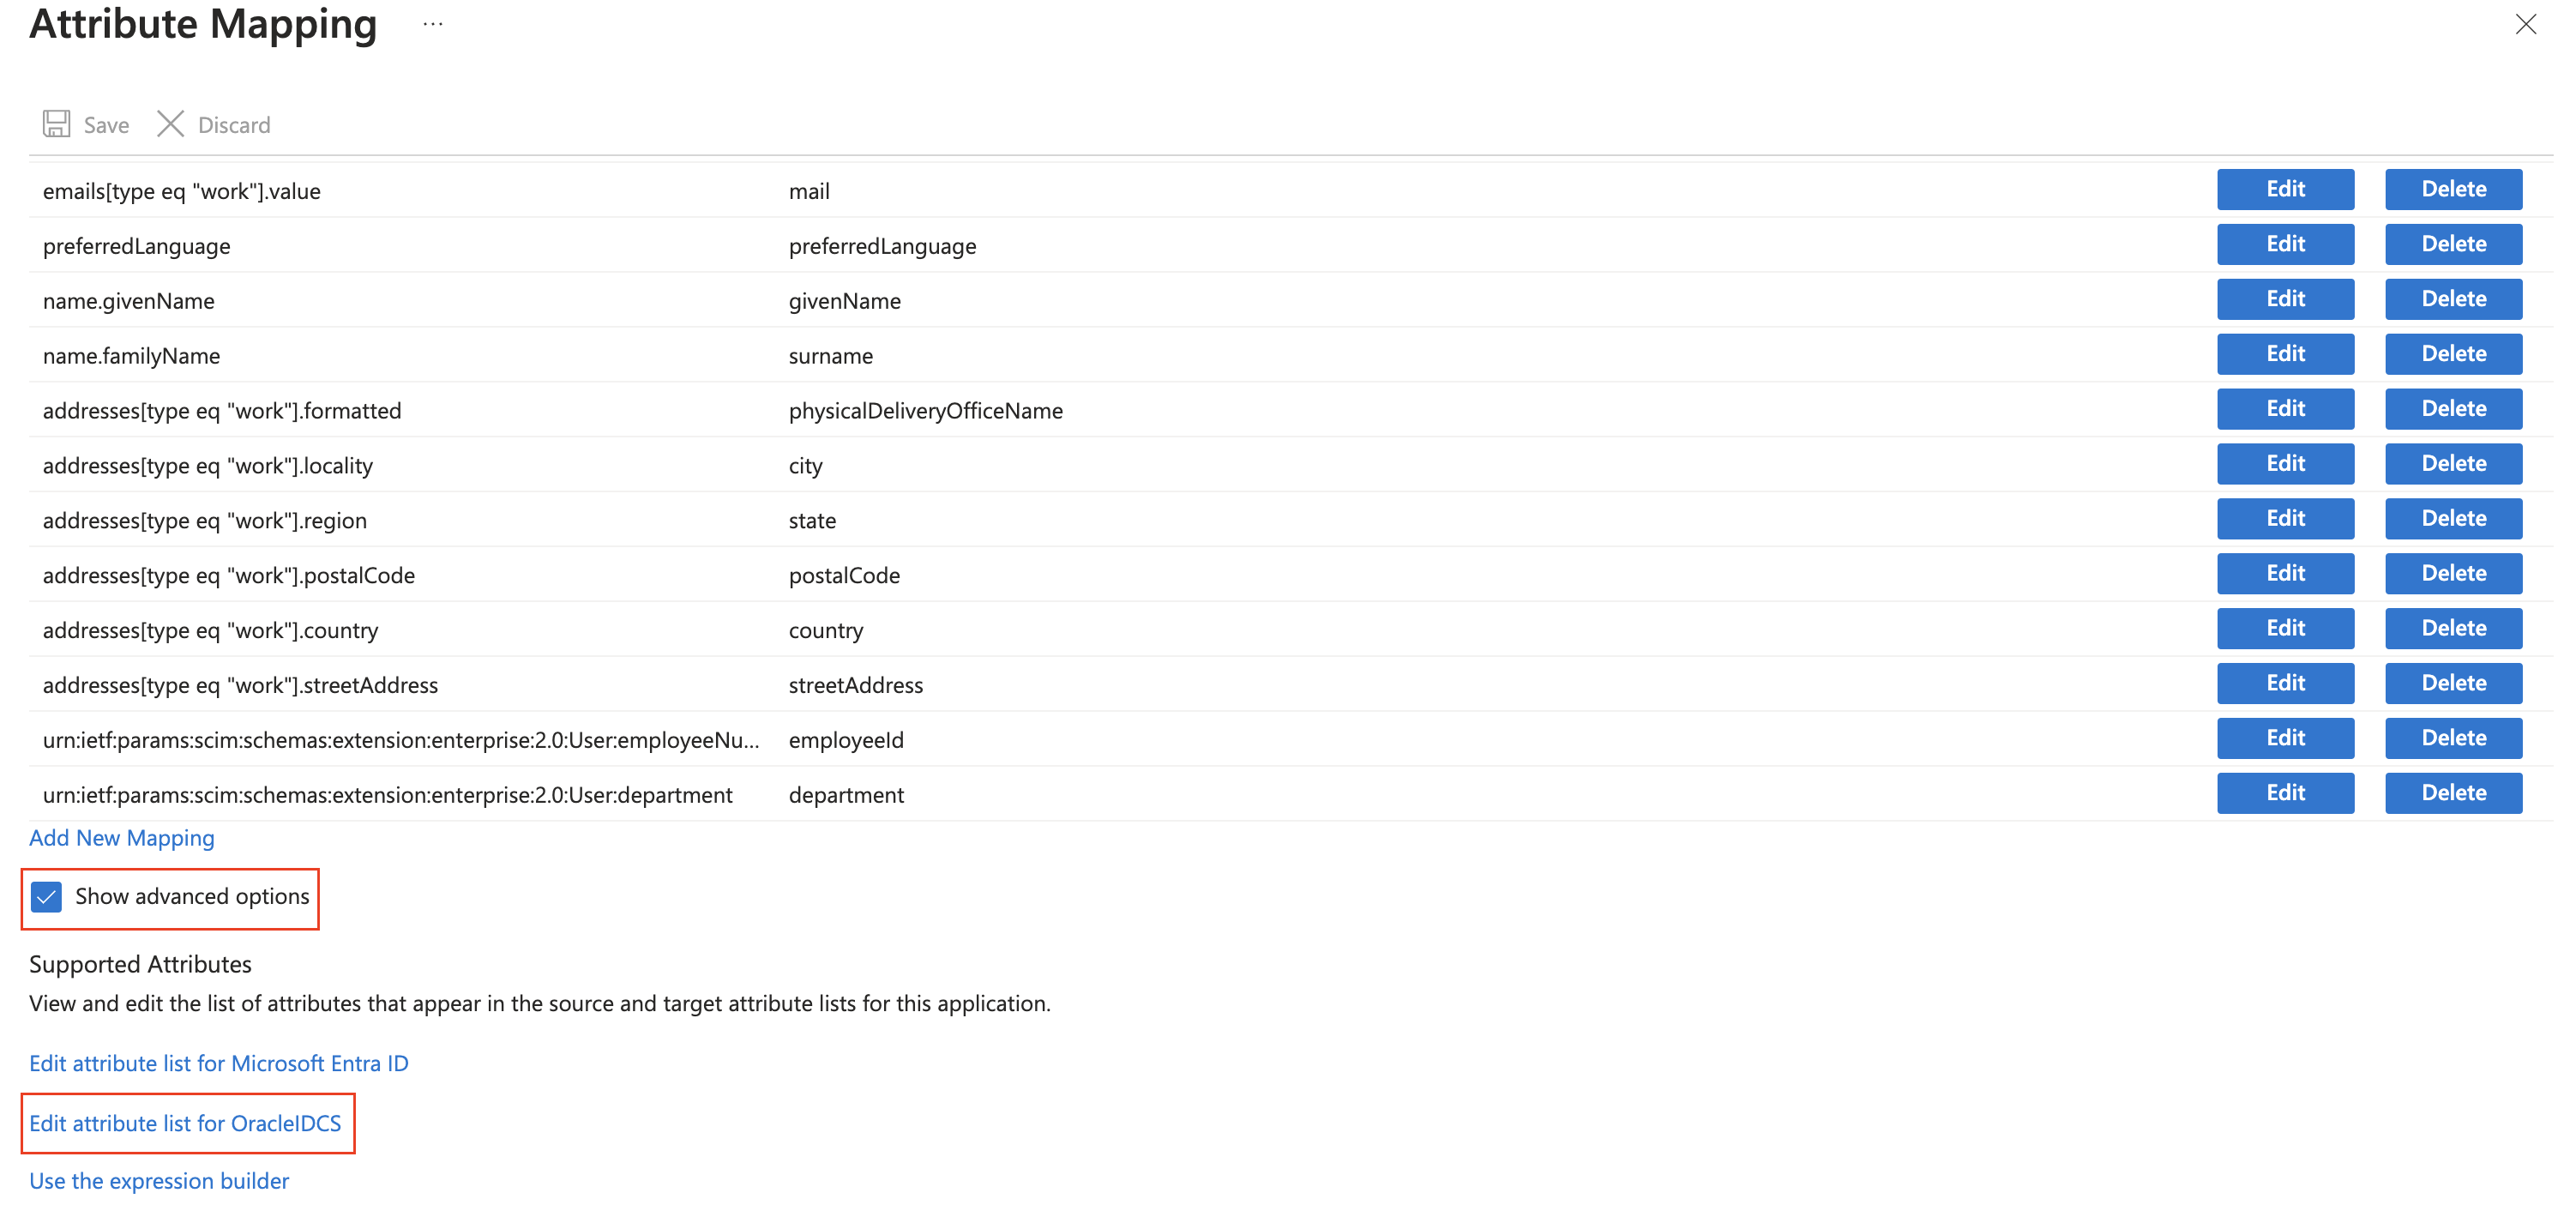 Attribute Mapping ...
Save Discard
emails[type eq "work"].value mail Edit Delete
preferredLanguage preferredLanguage Edit Delete
name.givenName givenName Edit Delete
name.familyName surname Edit Delete
addresses[type eq "work"].formatted physicalDeliveryOfficeName Edit Delete
addresses[type eq "work"].locality city Edit Delete
addresses[type eq "work"].region state Edit Delete
addresses[type eq "work"].postalCode postalCode Edit Delete
addresses[type eq "work"].country country Edit Delete
addresses[type eq "work"].streetAddress streetAddress Edit Delete
urn:ietf:params:scim:schemas:extension:enterprise:2.0:User:employeeNu... employeeId Edit Delete
urn:ietf:params:scim:schemas:extension:enterprise:2.0:User:department department Edit Delete
Add New Mapping
Show advanced options
Supported Attributes
View and edit the list of attributes that appear in the source and target attribute lists for this application.
Edit attribute list for Microsoft Entra ID
Edit attribute list for OracleIDCS
Use the expression builder